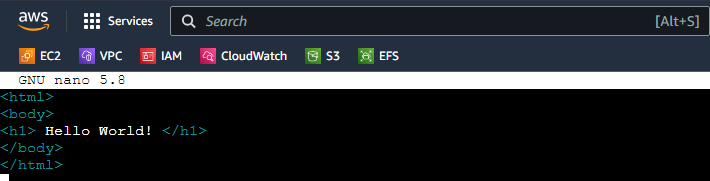 aws Services Search [Alt+S]
EC2 VPC IAM CloudWatch S3 EFS
GNU nano 5.8
<html>
<body>
<h1> Hello World! </h1>
</body>
</html>